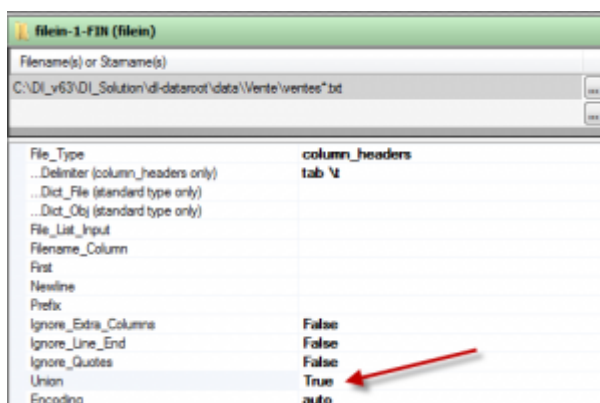 filein-1-FIN (filein)
Filename(s) or Starname(s)
C:\DI_v63\DI_Solution\dl-dataroot\data\Vente\ventes*.txt
...
...
File_Type column_headers
...Delimiter (column_headers only) tab \t
...Dict_File (standard type only)
...Dict_Obj (standard type only)
File_List_Input
Filename_Column
First
Newline
Prefix
Ignore_Extra_Columns False
Ignore_Line_End False
Ignore_Quotes False
Union True
Encoding auto